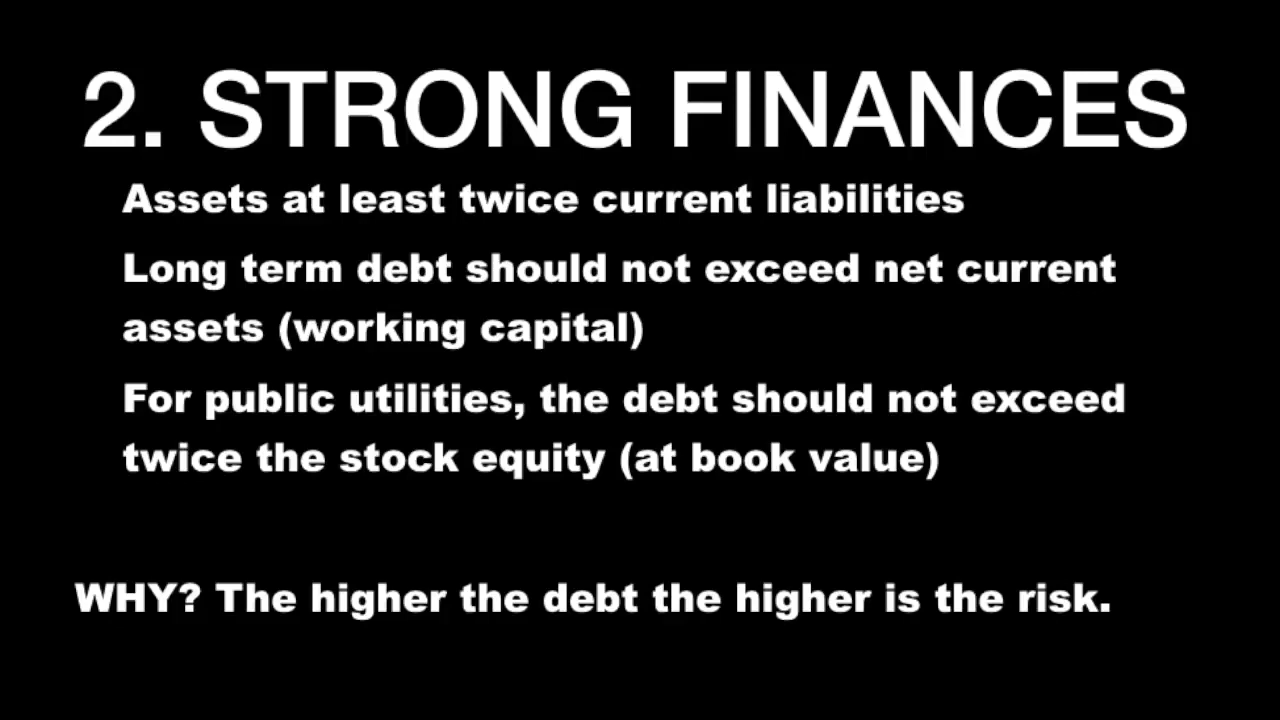 2. STRONG FINANCES
Assets at least twice current liabilities
Long term debt should not exceed net current
assets (working capital)
For public utilities, the debt should not exceed
twice the stock equity (at book value)
WHY? The higher the debt the higher is the risk.